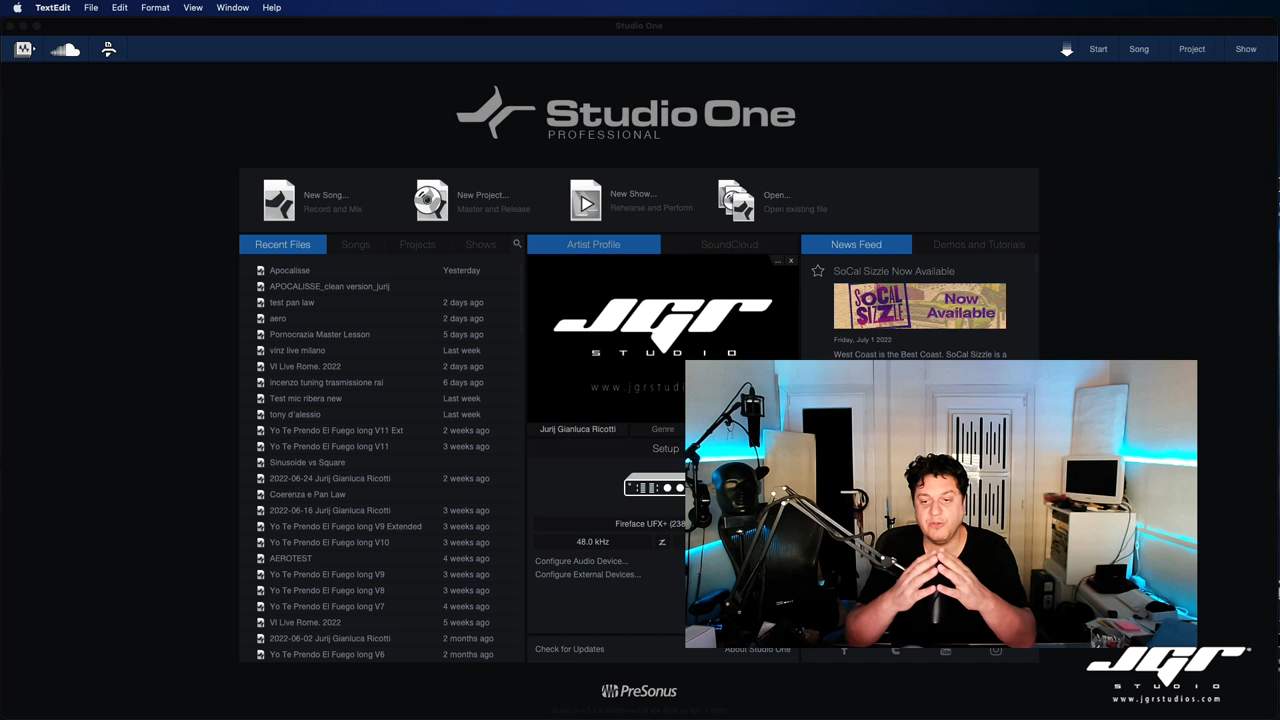 TextEdit File Edit Format View Window Help
Studio One
Start Song Project Show
Studio One
PROFESSIONAL
New Song...
Record and Mix
New Project...
Master and Release
New Show...
Rehearse and Perform
Open...
Open existing file
Recent Files Songs Projects Shows
Artist Profile SoundCloud
News Feed Demos and Tutorials
Apocalisse Yesterday
APOCALISSE_clean version_jurij
test pan law 2 days ago
aero 2 days ago
Pornocrazia Master Lesson 5 days ago
vinz live milano Last week
VI Live Rome. 2022 2 days ago
incenzo tuning trasmissione rai 6 days ago
Test mic ribera new Last week
tony d'alessio Last week
Yo Te Prendo El Fuego long V11 Ext 2 weeks ago
Yo Te Prendo El Fuego long V11 3 weeks ago
Sinusoide vs Square
2022-06-24 Jurij Gianluca Ricotti 2 weeks ago
Coerenza e Pan Law
2022-06-16 Jurij Gianluca Ricotti 3 weeks ago
Yo Te Prendo El Fuego long V9 Extended 3 weeks ago
Yo Te Prendo El Fuego long V10 3 weeks ago
AEROTEST 4 weeks ago
Yo Te Prendo El Fuego long V9 3 weeks ago
Yo Te Prendo El Fuego long V8 3 weeks ago
Yo Te Prendo El Fuego long V7 4 weeks ago
VI Live Rome. 2022 5 weeks ago
2022-06-02 Jurij Gianluca Ricotti 2 months ago
Yo Te Prendo El Fuego long V6 2 months ago
... x
JGR
STUDIO
www.jgrstudi
Jurij Gianluca Ricotti Genre
Setup
Fireface UFX+ (238
48.0 kHz
Configure Audio Device...
Configure External Devices...
Check for Updates About Studio One
SoCal Sizzle Now Available
SOCAL SIZZLE
Now Available
Friday, July 1 2022
West Coast is the Best Coast. SoCal Sizzle is a
PreSonus
JGR
STUDIO
www.jgrstudios.com